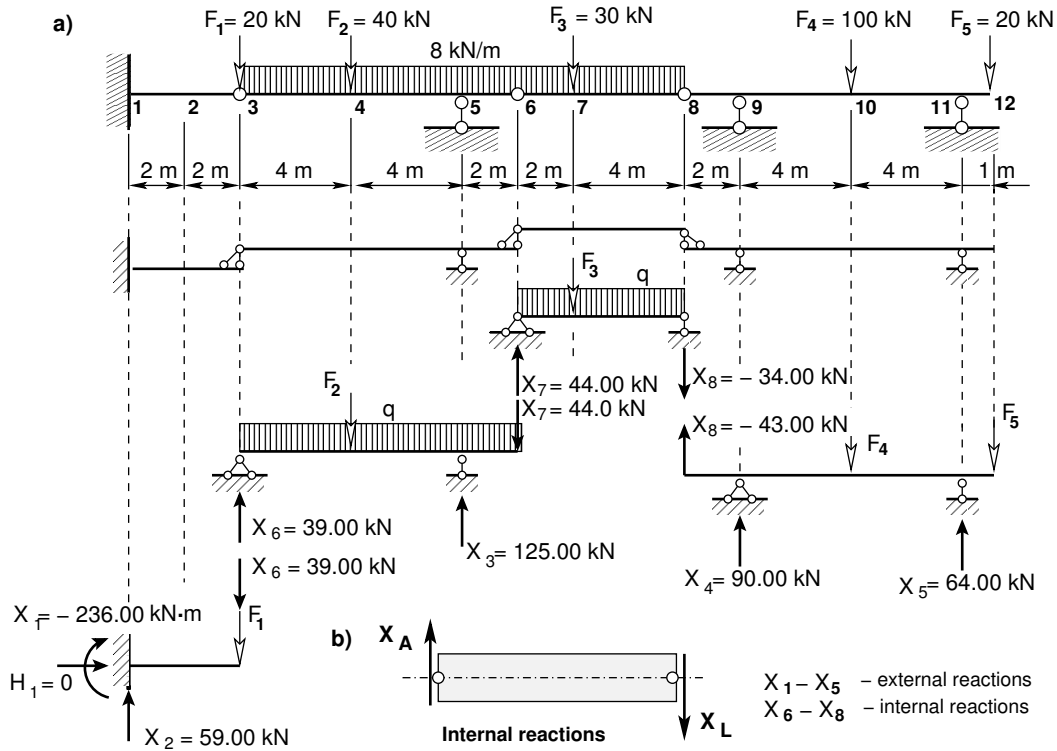 a)
F1= 20 kN
F2= 40 kN
F3= 30 kN
F4= 100 kN
F5= 20 kN
8 kN/m
1 2 3 4 5 6 7 8 9 10 11 12
2 m 2 m 4 m 4 m 2 m 2 m 4 m 2 m 4 m 4 m 1 m
F3
q
F2
q
X7= 44.00 kN
X7= 44.0 kN
X8= – 34.00 kN
X8= – 43.00 kN
F4
F5
X6= 39.00 kN
X6= 39.00 kN
X3= 125.00 kN
X4= 90.00 kN
X5= 64.00 kN
X1= – 236.00 kN·m
F1
H1= 0
X2= 59.00 kN
b)
XA
XL
Internal reactions
X1 – X5 – external reactions
X6 – X8 – internal reactions